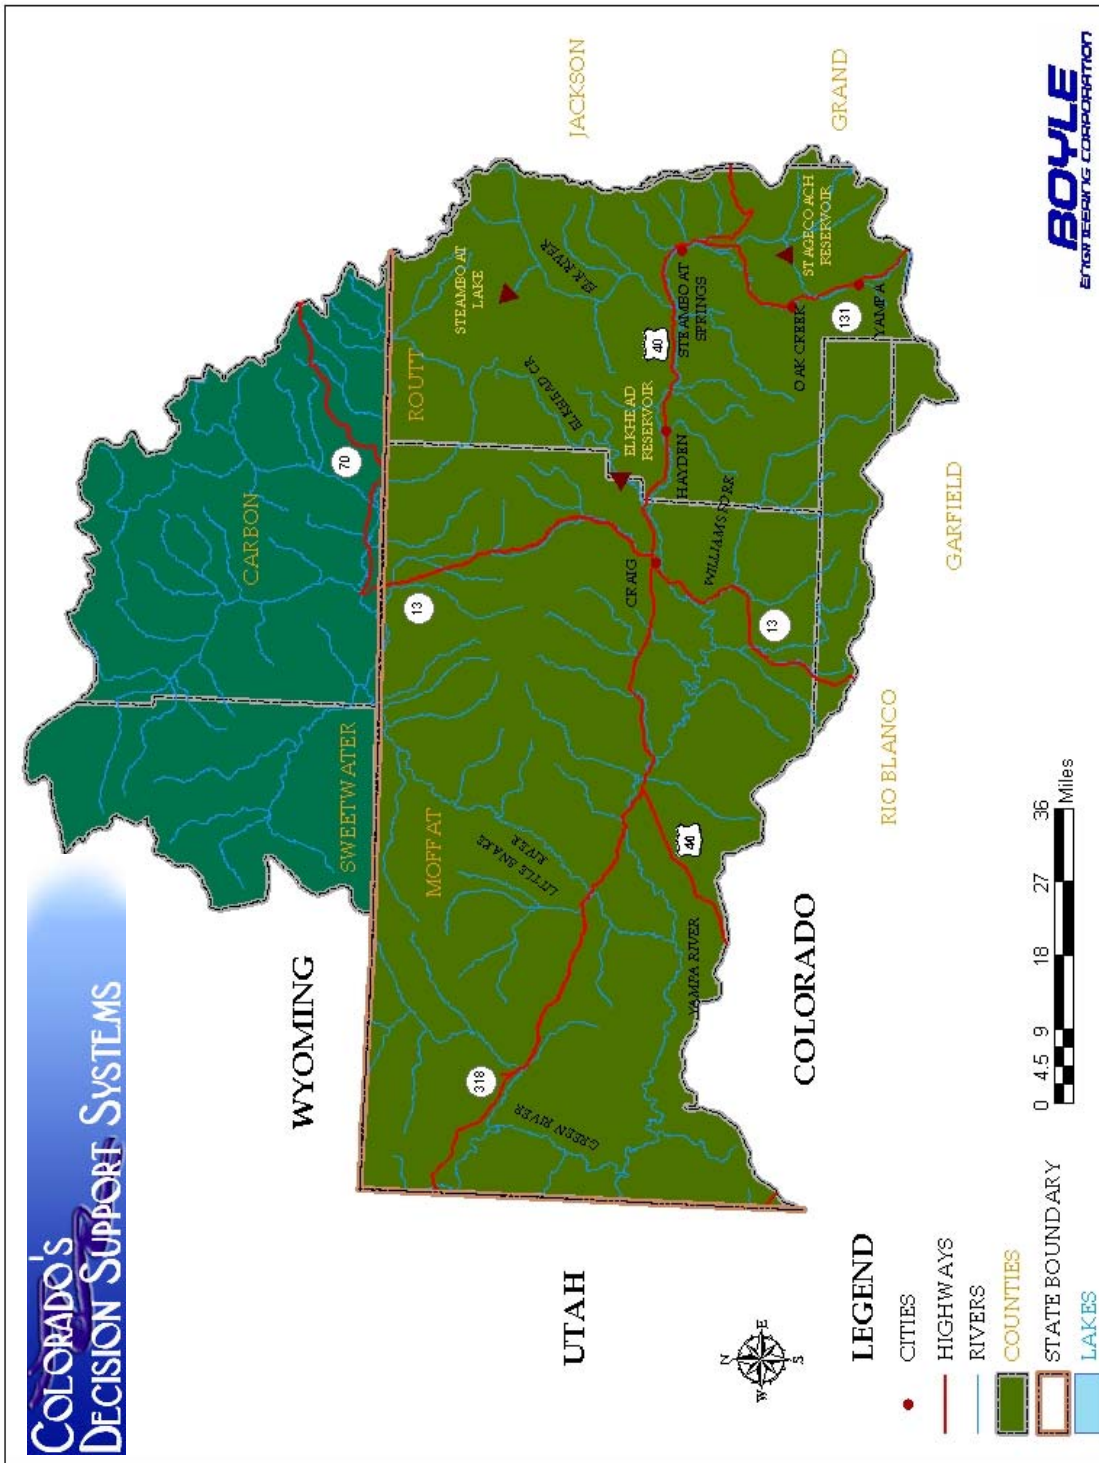 COLORADO'S
DECISION SUPPORT SYSTEMS
WYOMING
UTAH
COLORADO
CARBON
SWEETWATER
70
ROUTT
MOFFAT
JACKSON
GRAND
GARFIELD
RIO BLANCO
STEAMBOAT
LAKE
ELK RIVER
ELKHEAD CR
ELKHEAD
RESERVOIR
13
LITTLE SNAKE
RIVER
318
GREEN RIVER
YAMPA RIVER
40
CRAIG
HAYDEN
WILLIAMS FORK
13
40
STEAMBOAT
SPRINGS
STAGECOACH
RESERVOIR
OAK CREEK
131
YAMPA
N
W
E
S
LEGEND
CITIES
HIGHWAYS
RIVERS
COUNTIES
STATE BOUNDARY
LAKES
0 4.5 9 18 27 36
Miles
BOYLE
ENGINEERING CORPORATION